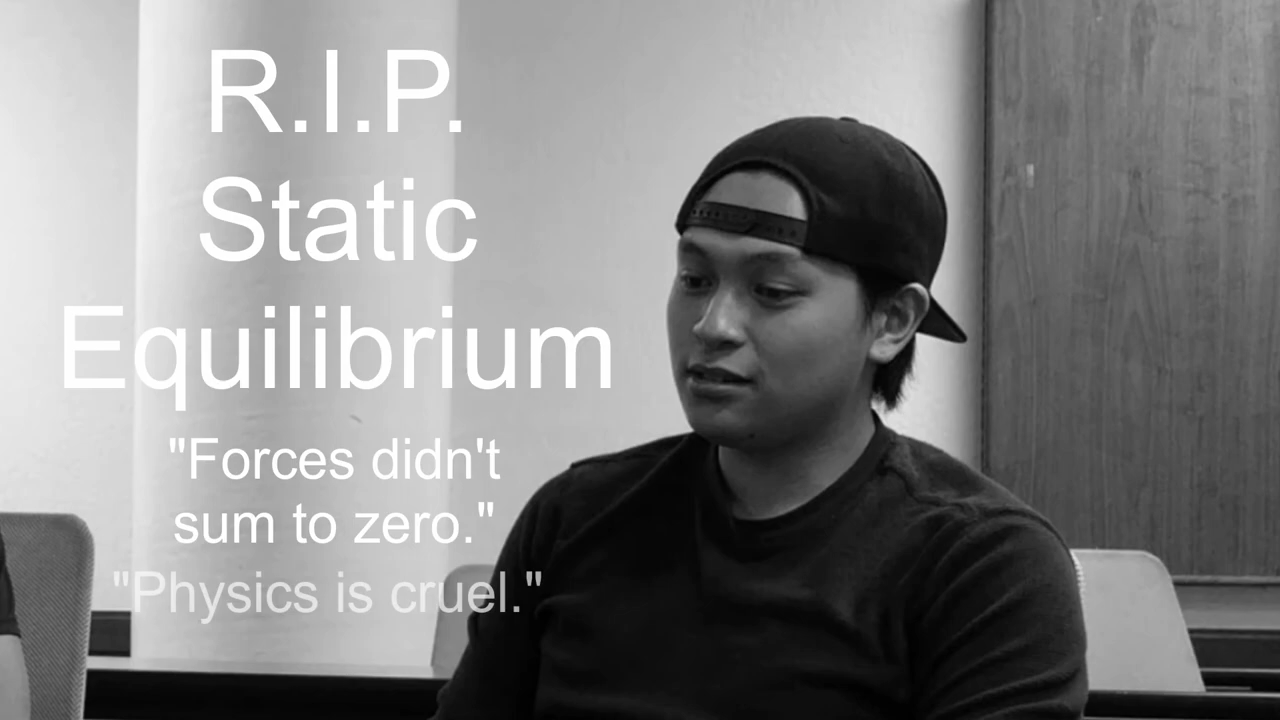 R.I.P.
Static
Equilibrium
"Forces didn't
sum to zero."
"Physics is cruel."